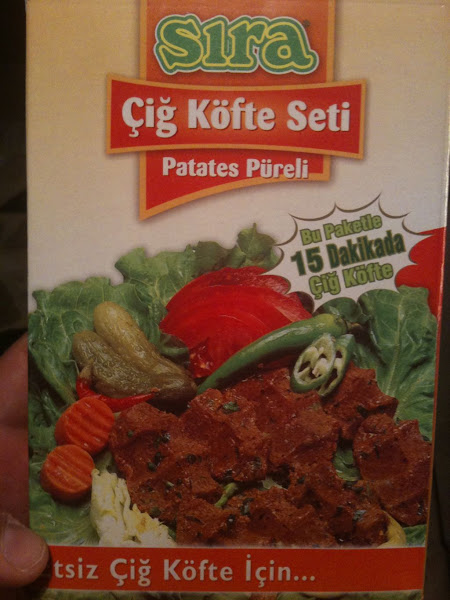 sıra
Çiğ Köfte Seti
Patates Püreli
Bu Paketle
15 Dakikada
Çiğ Köfte
tsiz Çiğ Köfte İçin...